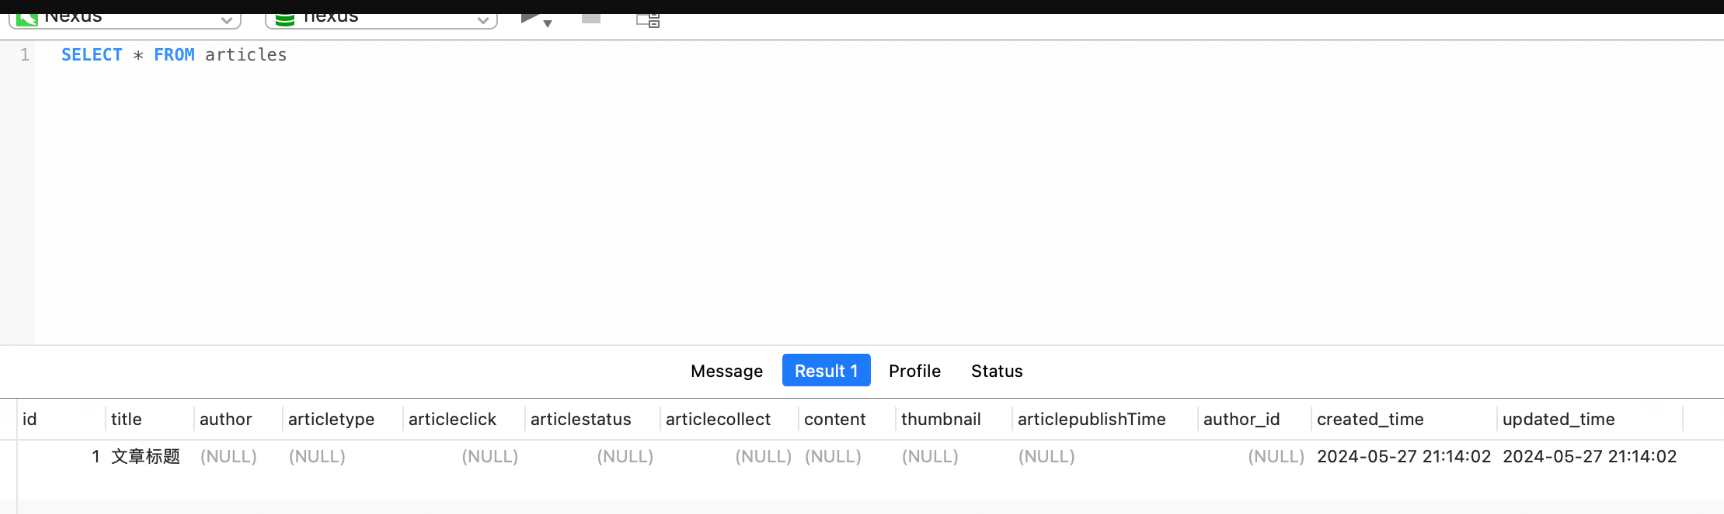 Nexus nexus
1 SELECT * FROM articles
Message Result 1 Profile Status
id title author articletype articleclick articlestatus articlecollect content thumbnail articlepublishTime author_id created_time updated_time
1 文章标题 (NULL) (NULL) (NULL) (NULL) (NULL) (NULL) (NULL) (NULL) (NULL) 2024-05-27 21:14:02 2024-05-27 21:14:02